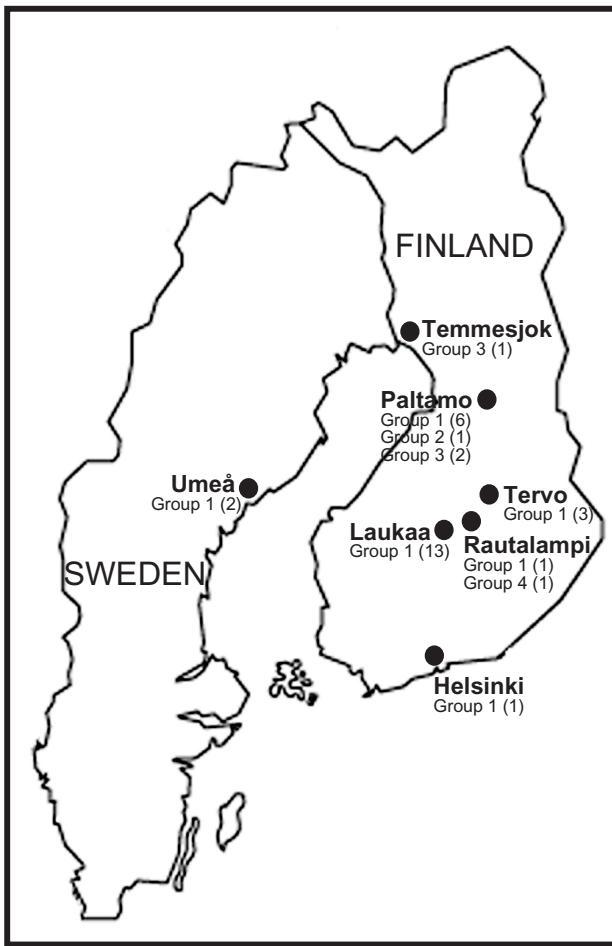 FINLAND
Temmesjok
Group 3 (1)
Paltamo
Group 1 (6)
Group 2 (1)
Group 3 (2)
Umeå
Group 1 (2)
Tervo
Group 1 (3)
Laukaa
Group 1 (13)
Rautalampi
Group 1 (1)
Group 4 (1)
SWEDEN
Helsinki
Group 1 (1)